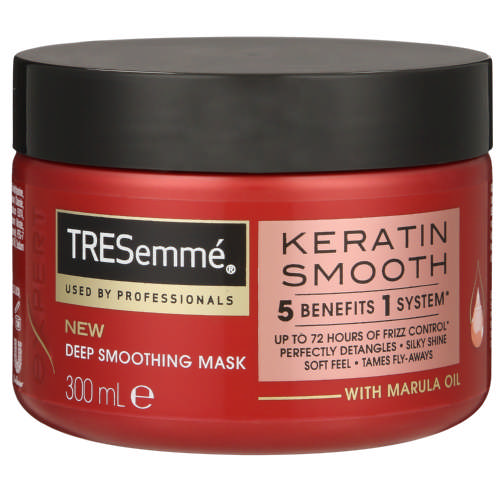 TRESemmé®
USED BY PROFESSIONALS
NEW
DEEP SMOOTHING MASK
300 mL ℮
KERATIN
SMOOTH
5 BENEFITS 1 SYSTEM*
UP TO 72 HOURS OF FRIZZ CONTROL*
PERFECTLY DETANGLES • SILKY SHINE
SOFT FEEL • TAMES FLY-AWAYS
WITH MARULA OIL